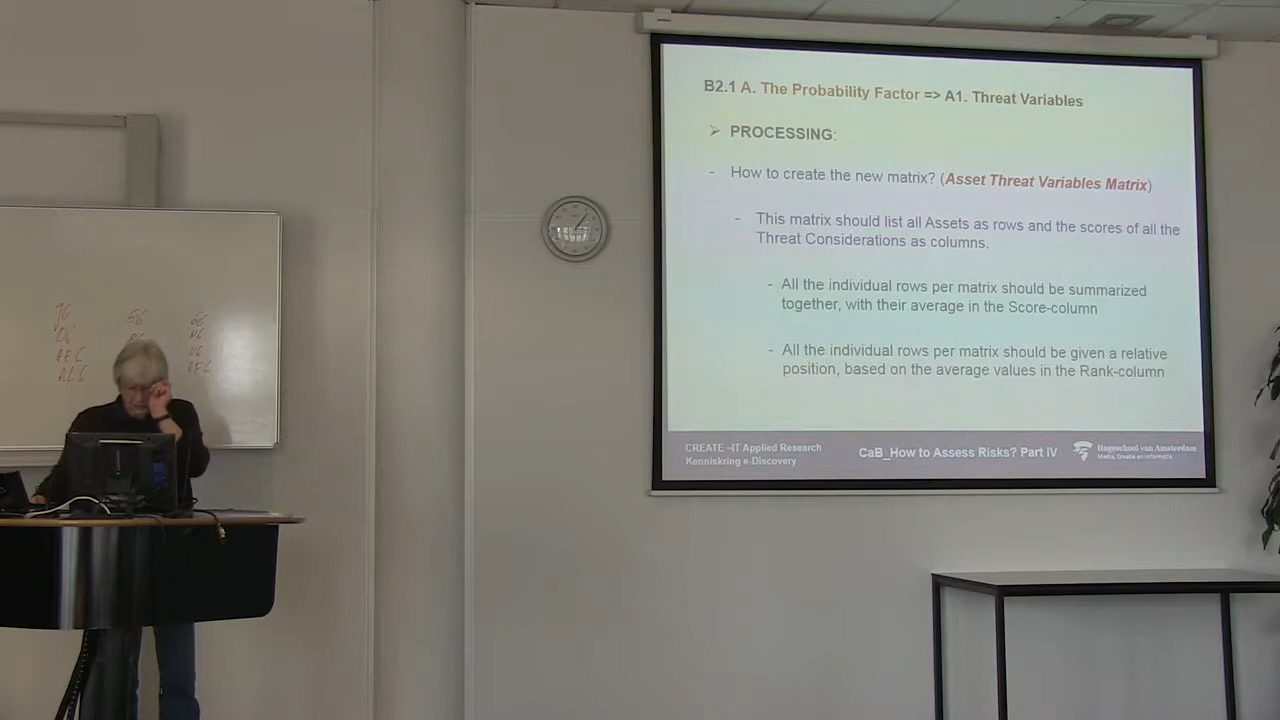 B2.1 A. The Probability Factor => A1. Threat Variables
➢ PROCESSING:
- How to create the new matrix? (Asset Threat Variables Matrix)
- This matrix should list all Assets as rows and the scores of all the
Threat Considerations as columns.
- All the individual rows per matrix should be summarized
together, with their average in the Score-column
- All the individual rows per matrix should be given a relative
position, based on the average values in the Rank-column
CREATE –IT Applied Research
Kenniskring e-Discovery
CaB_How to Assess Risks? Part IV
Hogeschool van Amsterdam
Media, Creatie en Informatie